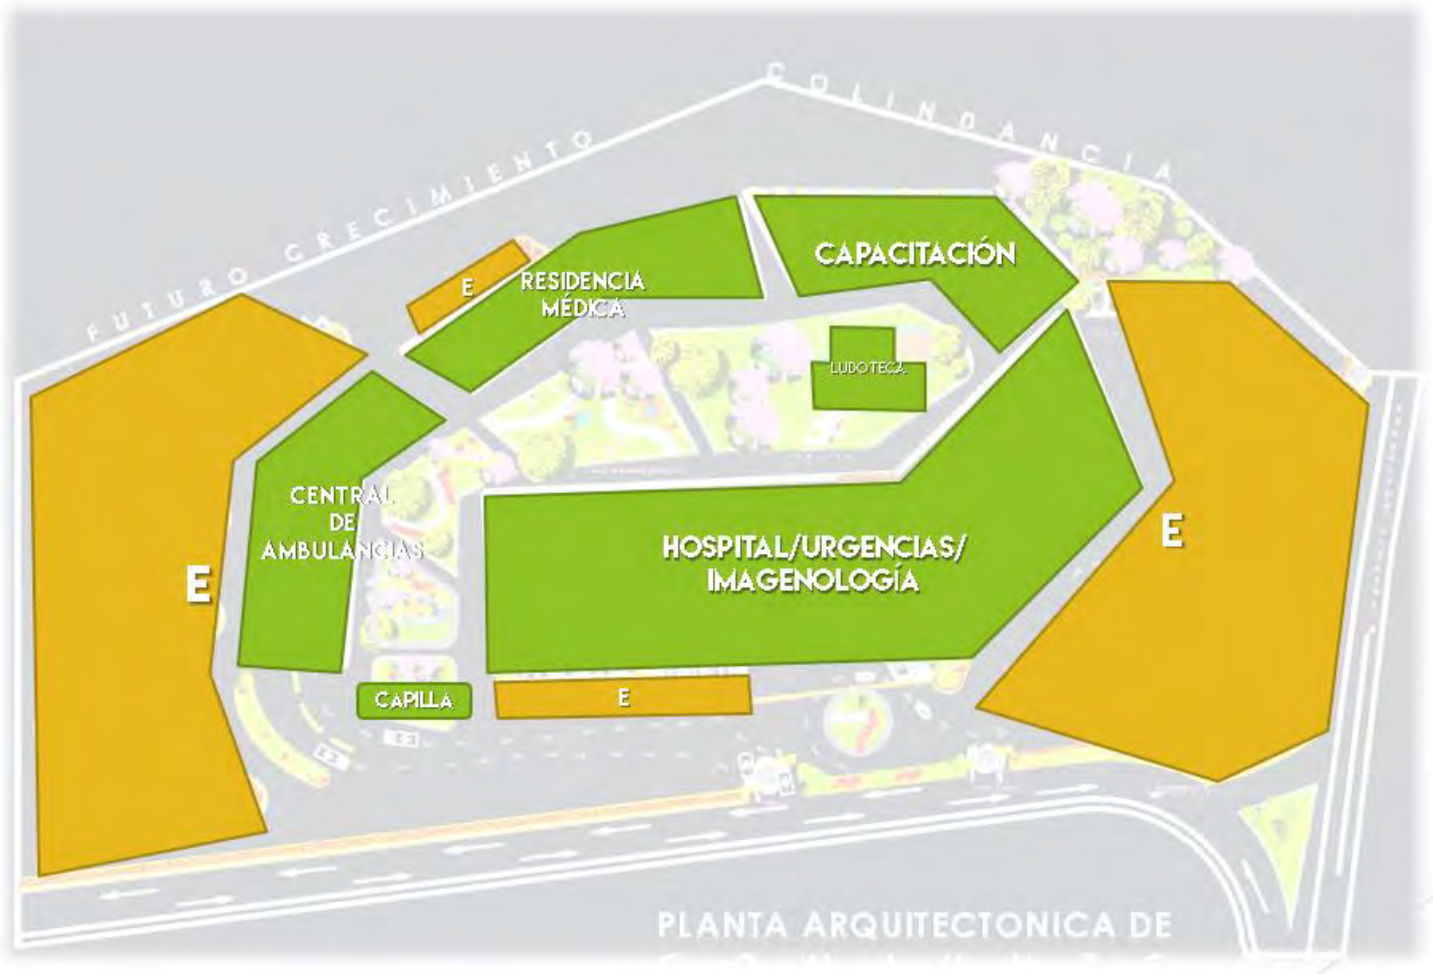 COLINDANCIA
FUTURO CRECIMIENTO
CAPACITACIÓN
E
RESIDENCIA
MÉDICA
LUDOTECA
CENTRAL
DE
AMBULANCIAS
E
HOSPITAL/URGENCIAS/
IMAGENOLOGÍA
E
CAPILLA
E
PLANTA ARQUITECTONICA DE